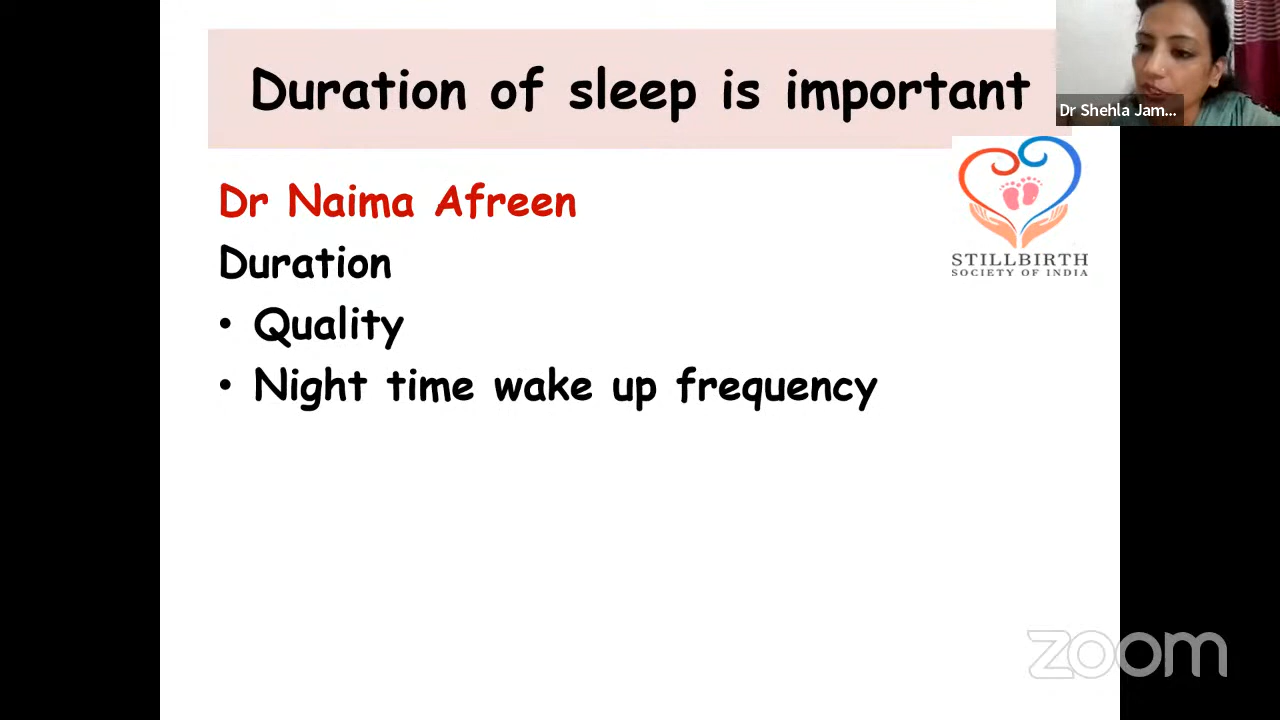 Duration of sleep is important
Dr Shehla Jam...
Dr Naima Afreen
Duration
• Quality
• Night time wake up frequency
STILLBIRTH
SOCIETY OF INDIA
zoom